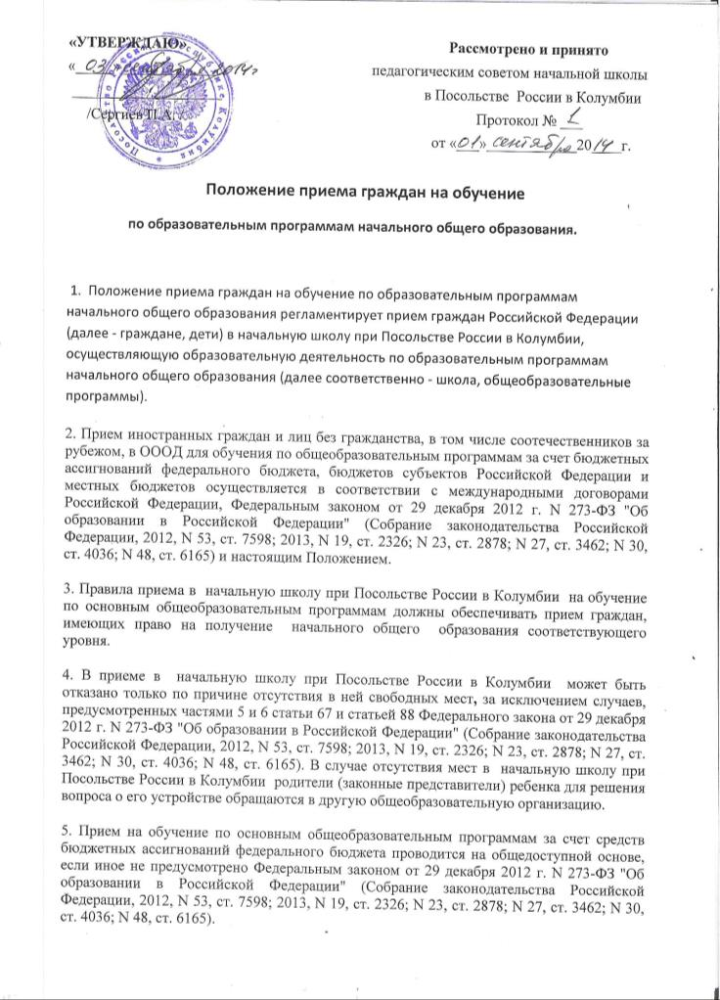 «УТВЕРЖДАЮ»
« 03 » сентября 2014г
/Сергиев П.А./
Посольство России в Республике Колумбия
Рассмотрено и принято
педагогическим советом начальной школы
в Посольстве России в Колумбии
Протокол № 1
от «01» сентября 2014 г.
Положение приема граждан на обучение
по образовательным программам начального общего образования.
1. Положение приема граждан на обучение по образовательным программам
начального общего образования регламентирует прием граждан Российской Федерации
(далее - граждане, дети) в начальную школу при Посольстве России в Колумбии,
осуществляющую образовательную деятельность по образовательным программам
начального общего образования (далее соответственно - школа, общеобразовательные
программы).
2. Прием иностранных граждан и лиц без гражданства, в том числе соотечественников за
рубежом, в ОООД для обучения по общеобразовательным программам за счет бюджетных
ассигнований федерального бюджета, бюджетов субъектов Российской Федерации и
местных бюджетов осуществляется в соответствии с международными договорами
Российской Федерации, Федеральным законом от 29 декабря 2012 г. N 273-ФЗ "Об
образовании в Российской Федерации" (Собрание законодательства Российской
Федерации, 2012, N 53, ст. 7598; 2013, N 19, ст. 2326; N 23, ст. 2878; N 27, ст. 3462; N 30,
ст. 4036; N 48, ст. 6165) и настоящим Положением.
3. Правила приема в начальную школу при Посольстве России в Колумбии на обучение
по основным общеобразовательным программам должны обеспечивать прием граждан,
имеющих право на получение начального общего образования соответствующего
уровня.
4. В приеме в начальную школу при Посольстве России в Колумбии может быть
отказано только по причине отсутствия в ней свободных мест, за исключением случаев,
предусмотренных частями 5 и 6 статьи 67 и статьей 88 Федерального закона от 29 декабря
2012 г. N 273-ФЗ "Об образовании в Российской Федерации" (Собрание законодательства
Российской Федерации, 2012, N 53, ст. 7598; 2013, N 19, ст. 2326; N 23, ст. 2878; N 27, ст.
3462; N 30, ст. 4036; N 48, ст. 6165). В случае отсутствия мест в начальную школу при
Посольстве России в Колумбии родители (законные представители) ребенка для решения
вопроса о его устройстве обращаются в другую общеобразовательную организацию.
5. Прием на обучение по основным общеобразовательным программам за счет средств
бюджетных ассигнований федерального бюджета проводится на общедоступной основе,
если иное не предусмотрено Федеральным законом от 29 декабря 2012 г. N 273-ФЗ "Об
образовании в Российской Федерации" (Собрание законодательства Российской
Федерации, 2012, N 53, ст. 7598; 2013, N 19, ст. 2326; N 23, ст. 2878; N 27, ст. 3462; N 30,
ст. 4036; N 48, ст. 6165).